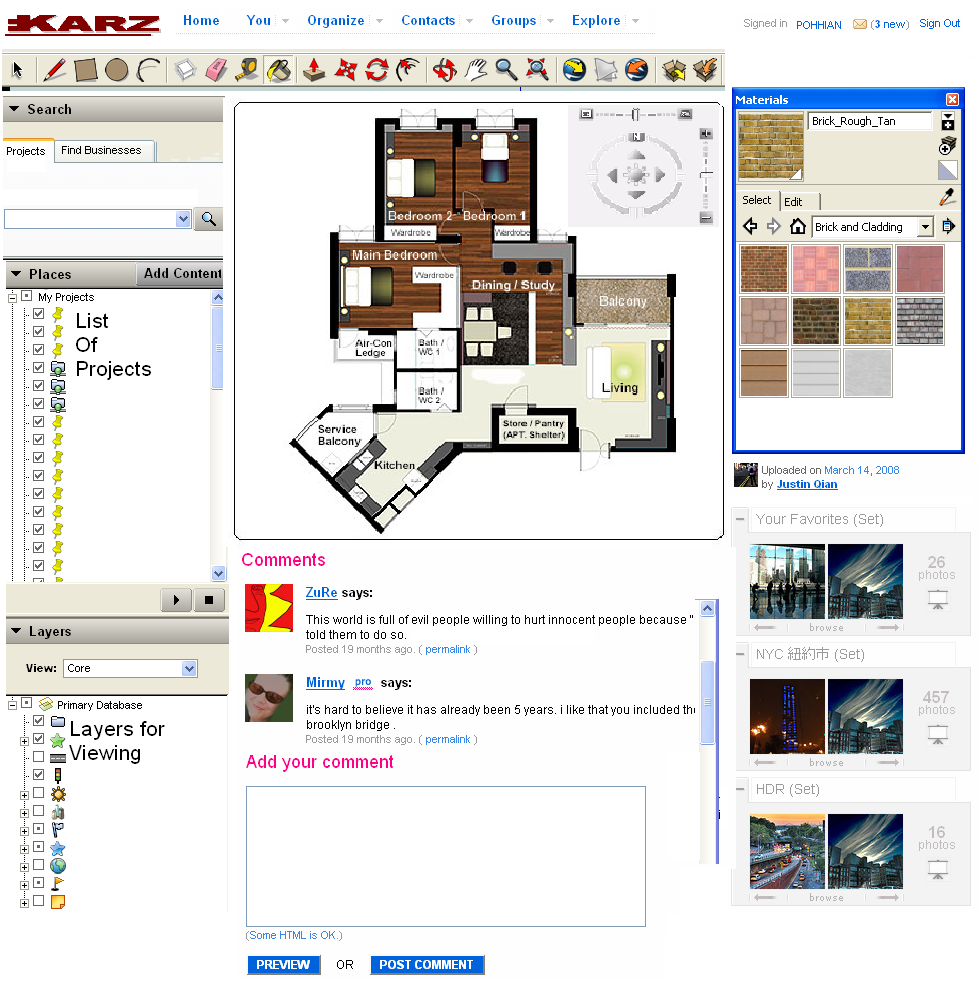 KARZ
Home You Organize Contacts Groups Explore
Signed in POHHIAN (3 new) Sign Out
Search
Projects Find Businesses
Places Add Content
My Projects
List
Of
Projects
Layers
View: Core
Primary Database
Layers for
Viewing
N
Bedroom 2 Bedroom 1
Wardrobe Wardrobe
Main Bedroom
Wardrobe
Dining / Study
Balcony
Air-Con
Ledge
Bath /
WC 1
Bath /
WC 2
Living
Store / Pantry
(APT. Shelter)
Service
Balcony
Kitchen
Comments
ZuRe says:
This world is full of evil people willing to hurt innocent people because "
told them to do so.
Posted 19 months ago. ( permalink )
Mirmy pro says:
it's hard to believe it has already been 5 years. i like that you included the
brooklyn bridge .
Posted 19 months ago. ( permalink )
Add your comment
(Some HTML is OK.)
PREVIEW OR POST COMMENT
Materials
Brick_Rough_Tan
Select Edit
Brick and Cladding
Uploaded on March 14, 2008
by Justin Qian
Your Favorites (Set)
26
photos
browse
NYC 紐約市 (Set)
457
photos
browse
HDR (Set)
16
photos
browse